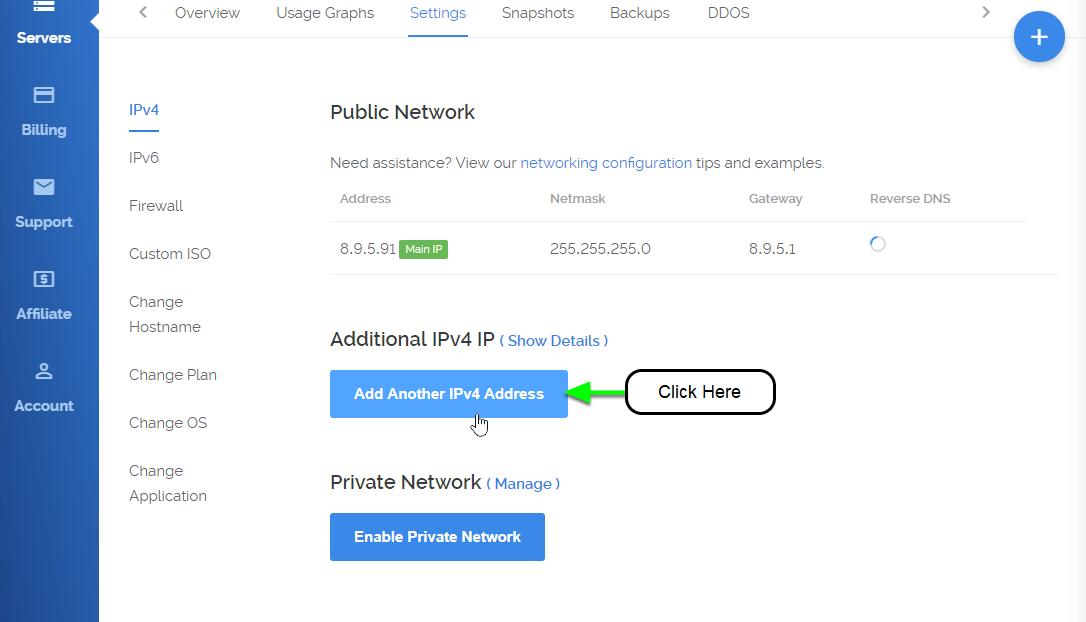 Overview Usage Graphs Settings Snapshots Backups DDOS
Servers
Billing
Support
Affiliate
Account
IPv4
IPv6
Firewall
Custom ISO
Change
Hostname
Change Plan
Change OS
Change
Application
Public Network
Need assistance? View our networking configuration tips and examples.
Address Netmask Gateway Reverse DNS
8.9.5.91 Main IP 255.255.255.0 8.9.5.1
Additional IPv4 IP ( Show Details )
Add Another IPv4 Address
Click Here
Private Network ( Manage )
Enable Private Network